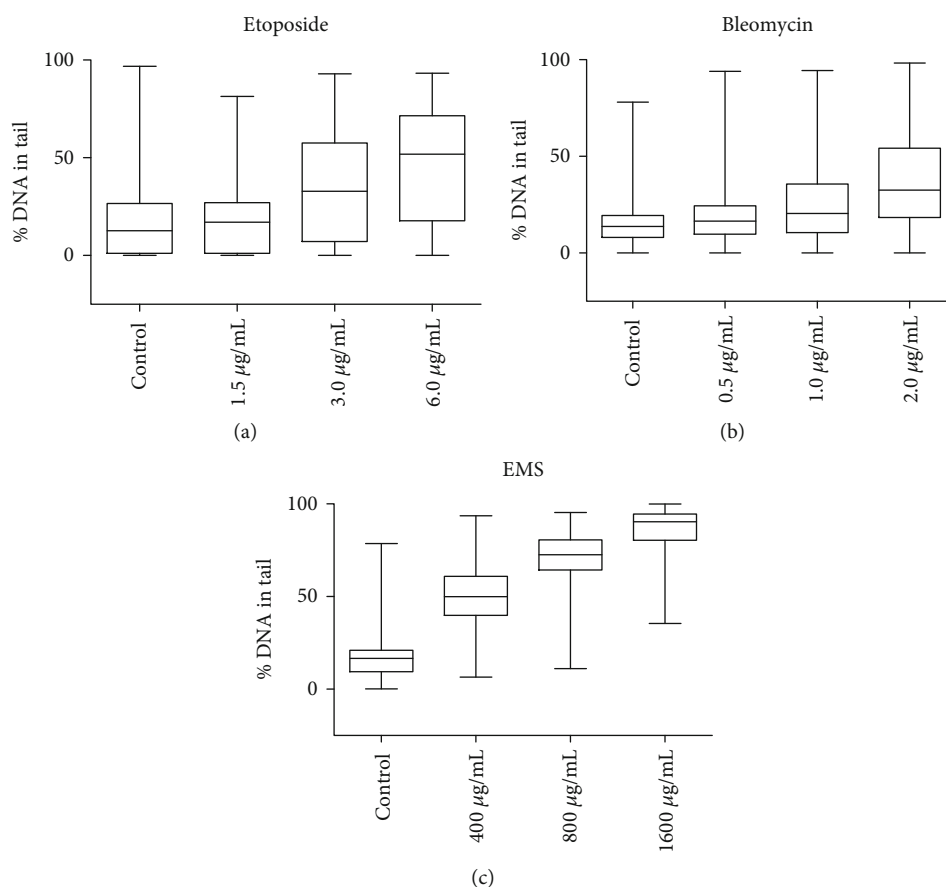 Etoposide
% DNA in tail
100
50
0
Control
1.5 µg/mL
3.0 µg/mL
6.0 µg/mL
(a)
Bleomycin
% DNA in tail
100
50
0
Control
0.5 µg/mL
1.0 µg/mL
2.0 µg/mL
(b)
EMS
% DNA in tail
100
50
0
Control
400 µg/mL
800 µg/mL
1600 µg/mL
(c)